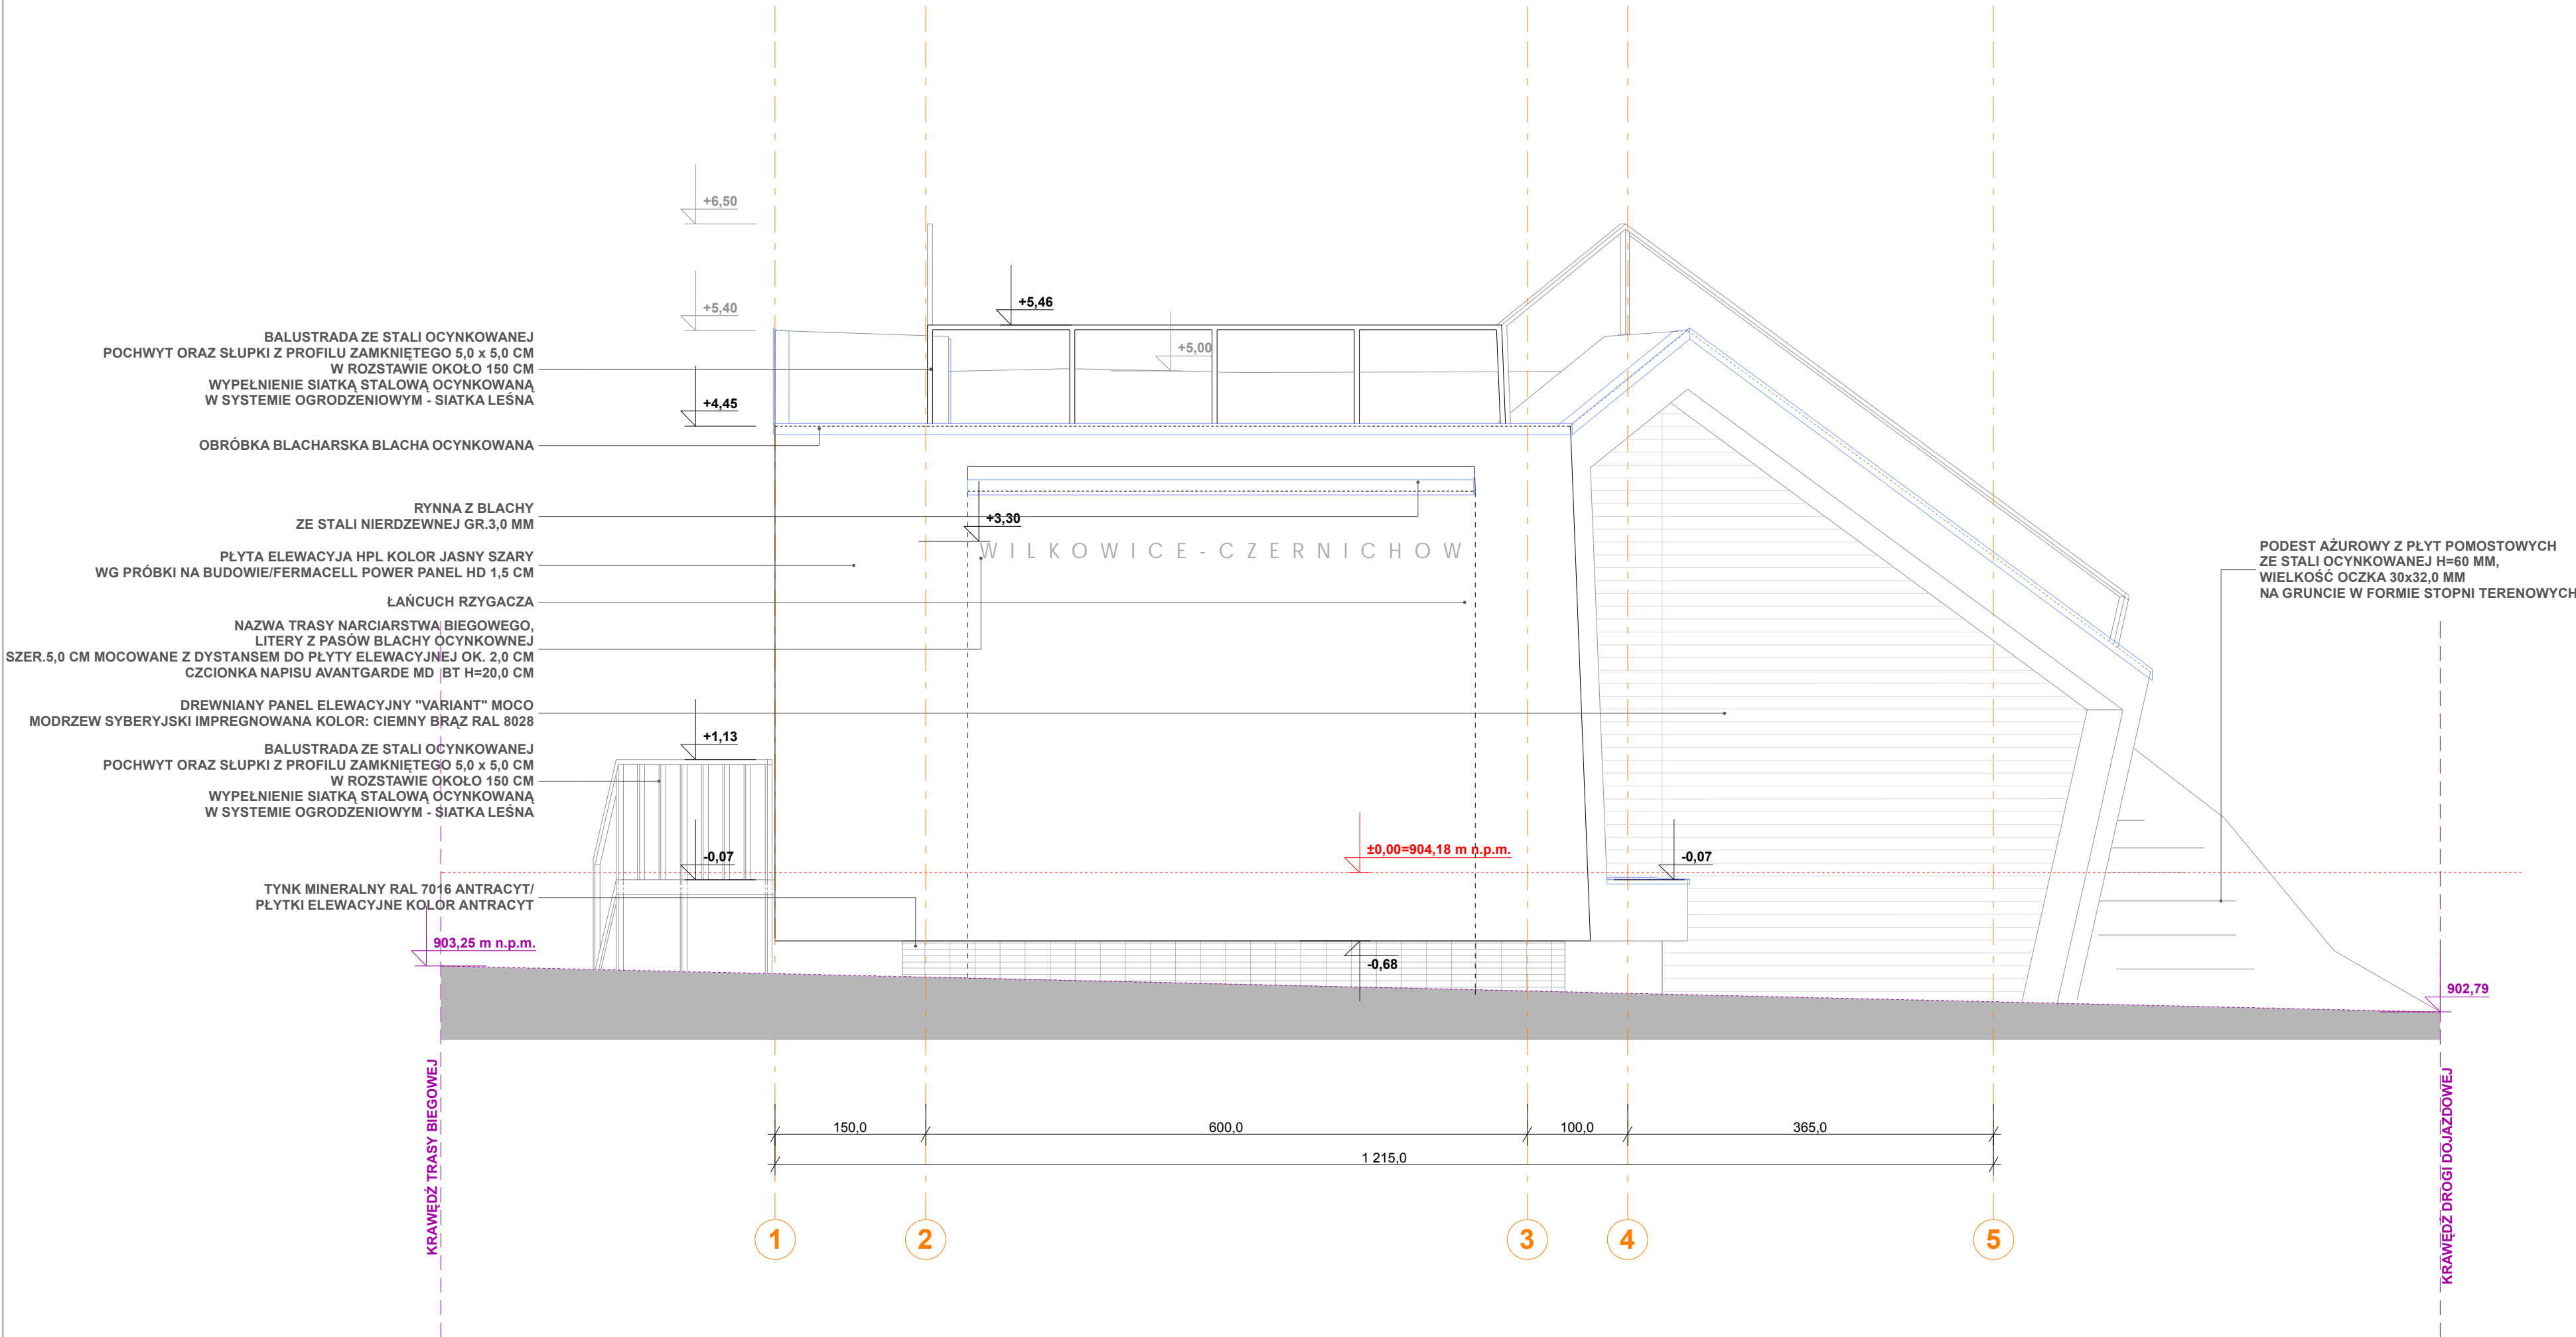 +6,50
+5,40
+5,46
+5,00
BALUSTRADA ZE STALI OCYNKOWANEJ
POCHWYT ORAZ SŁUPKI Z PROFILU ZAMKNIĘTEGO 5,0 x 5,0 CM
W ROZSTAWIE OKOŁO 150 CM
WYPEŁNIENIE SIATKĄ STALOWĄ OCYNKOWANĄ
W SYSTEMIE OGRODZENIOWYM - SIATKA LEŚNA
+4,45
OBRÓBKA BLACHARSKA BLACHA OCYNKOWANA
RYNNA Z BLACHY
ZE STALI NIERDZEWNEJ GR.3,0 MM
+3,30
WILKOWICE-CZERNICHOW
PŁYTA ELEWACYJA HPL KOLOR JASNY SZARY
WG PRÓBKI NA BUDOWIE/FERMACELL POWER PANEL HD 1,5 CM
ŁAŃCUCH RZYGACZA
NAZWA TRASY NARCIARSTWA BIEGOWEGO,
LITERY Z PASÓW BLACHY OCYNKOWNEJ
SZER.5,0 CM MOCOWANE Z DYSTANSEM DO PŁYTY ELEWACYJNEJ OK. 2,0 CM
CZCIONKA NAPISU AVANTGARDE MD BT H=20,0 CM
PODEST AŻUROWY Z PŁYT POMOSTOWYCH
ZE STALI OCYNKOWANEJ H=60 MM,
WIELKOŚĆ OCZKA 30x32,0 MM
NA GRUNCIE W FORMIE STOPNI TERENOWYCH
DREWNIANY PANEL ELEWACYJNY "VARIANT" MOCO
MODRZEW SYBERYJSKI IMPREGNOWANA KOLOR: CIEMNY BRĄZ RAL 8028
+1,13
BALUSTRADA ZE STALI OCYNKOWANEJ
POCHWYT ORAZ SŁUPKI Z PROFILU ZAMKNIĘTEGO 5,0 x 5,0 CM
W ROZSTAWIE OKOŁO 150 CM
WYPEŁNIENIE SIATKĄ STALOWĄ OCYNKOWANĄ
W SYSTEMIE OGRODZENIOWYM - SIATKA LEŚNA
-0,07
±0,00=904,18 m n.p.m.
-0,07
TYNK MINERALNY RAL 7016 ANTRACYT/
PŁYTKI ELEWACYJNE KOLOR ANTRACYT
903,25 m n.p.m.
-0,68
902,79
KRAWĘDŹ TRASY BIEGOWEJ
KRAWĘDŹ DROGI DOJAZDOWEJ
150,0
600,0
100,0
365,0
1 215,0
1
2
3
4
5